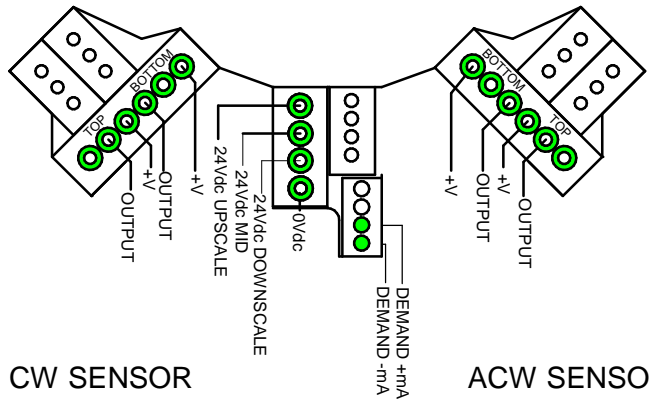 BOTTOM
TOP
+V
OUTPUT
+V
OUTPUT
24Vdc UPSCALE
24Vdc MID
24Vdc DOWNSCALE
0Vdc
DEMAND +mA
DEMAND -mA
BOTTOM
TOP
+V
OUTPUT
+V
OUTPUT
CW SENSOR
ACW SENSO